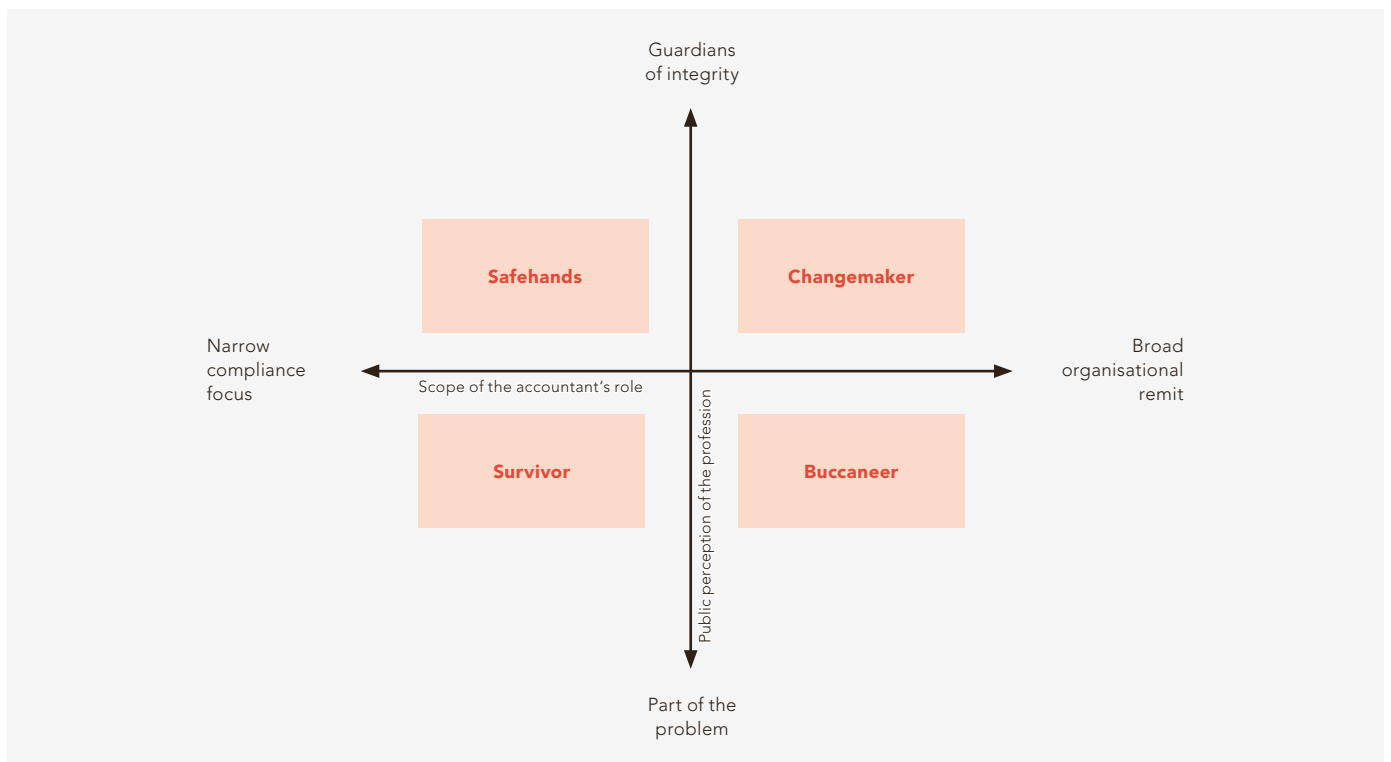 Guardians
of integrity
Safehands
Changemaker
Narrow
compliance
focus
Broad
organisational
remit
Scope of the accountant’s role
Public perception of the profession
Survivor
Buccaneer
Part of the
problem